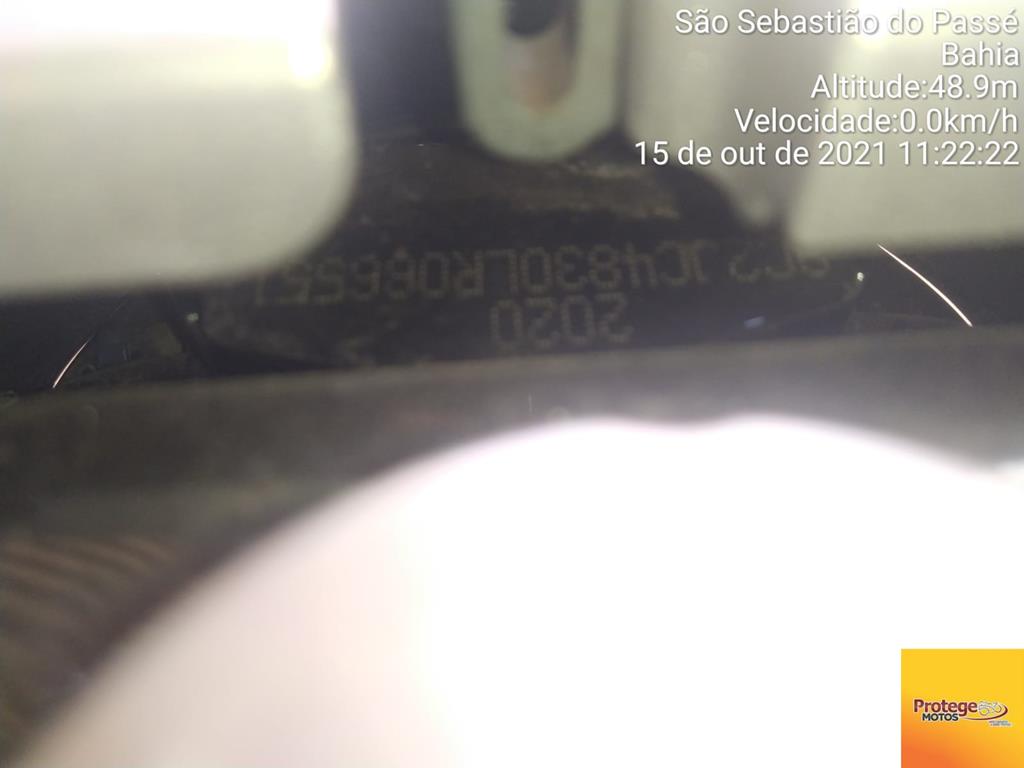 São Sebastião do Passé
Bahia
Altitude:48.9m
Velocidade:0.0km/h
15 de out de 2021 11:22:22
9C2JC4830LR066551
2020
Protege
MOTOS